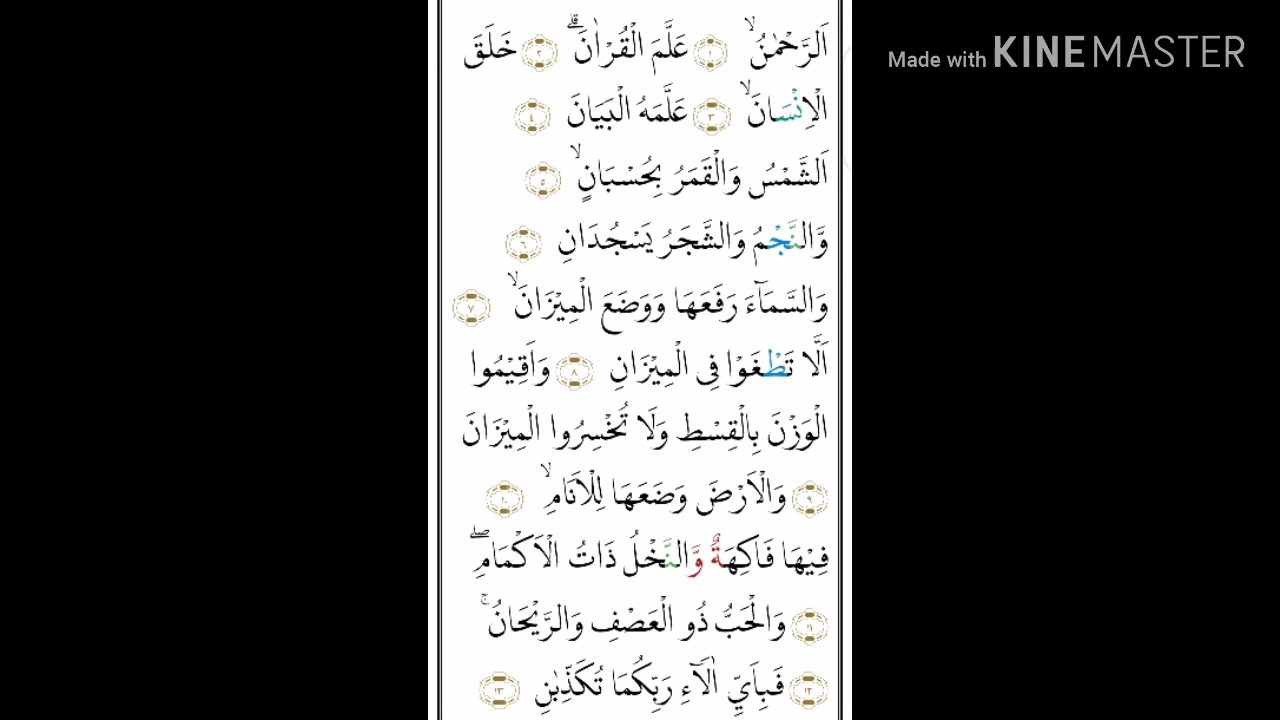 اَلرَّحْمٰنُۙ ١ عَلَّمَ الْقُرْاٰنَۗ ٢ خَلَقَ
الْاِنْسَانَۙ ٣ عَلَّمَهُ الْبَيَانَ ٤
اَلشَّمْسُ وَالْقَمَرُ بِحُسْبَانٍۙ ٥
وَّالنَّجْمُ وَالشَّجَرُ يَسْجُدَانِ ٦
وَالسَّمَاۤءَ رَفَعَهَا وَوَضَعَ الْمِيْزَانَۙ ٧
اَلَّا تَطْغَوْا فِى الْمِيْزَانِ ٨ وَاَقِيْمُوا
الْوَزْنَ بِالْقِسْطِ وَلَا تُخْسِرُوا الْمِيْزَانَ
٩ وَالْاَرْضَ وَضَعَهَا لِلْاَنَامِۙ ١٠
فِيْهَا فَاكِهَةٌ وَّالنَّخْلُ ذَاتُ الْاَكْمَامِۖ
١١ وَالْحَبُّ ذُو الْعَصْفِ وَالرَّيْحَانُۚ
١٢ فَبِاَيِّ اٰلَاۤءِ رَبِّكُمَا تُكَذِّبٰنِ ١٣
Made with KINEMASTER